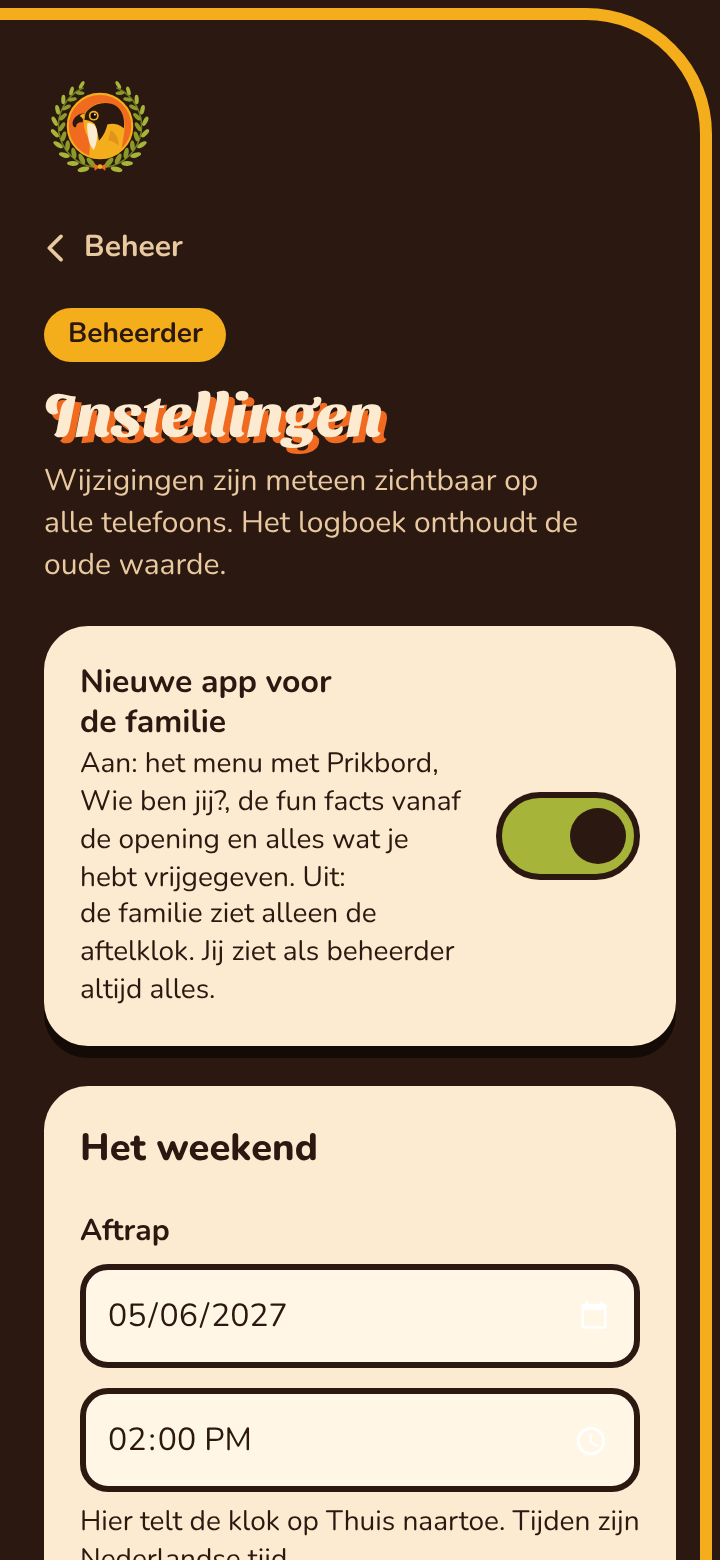 Beheer
Beheerder
Instellingen
Wijzigingen zijn meteen zichtbaar op
alle telefoons. Het logboek onthoudt de
oude waarde.
Nieuwe app voor
de familie
Aan: het menu met Prikbord,
Wie ben jij?, de fun facts vanaf
de opening en alles wat je
hebt vrijgegeven. Uit:
de familie ziet alleen de
aftelklok. Jij ziet als beheerder
altijd alles.
Het weekend
Aftrap
05/06/2027
02:00 PM
Hier telt de klok op Thuis naartoe. Tijden zijn
Nederlandse tijd